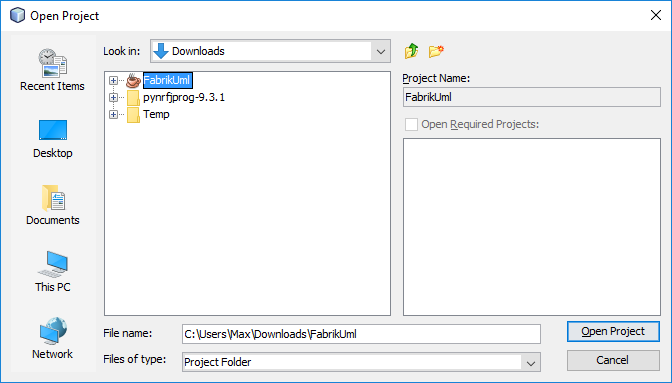 Open Project
Look in:
Downloads
Recent Items
Desktop
Documents
This PC
Network
FabrikUml
pynrfjprog-9.3.1
Temp
Project Name:
FabrikUml
Open Required Projects:
File name:
C:\Users\Max\Downloads\FabrikUml
Open Project
Files of type:
Project Folder
Cancel